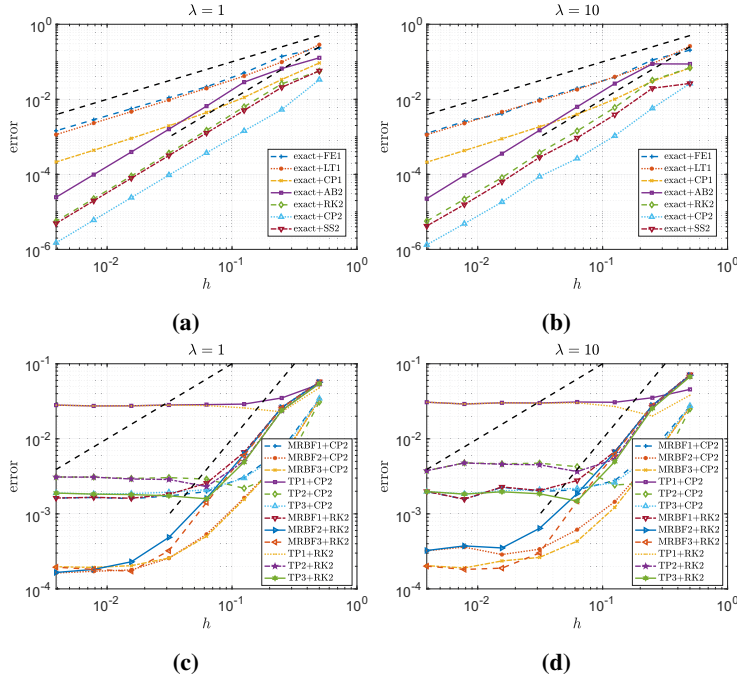 λ = 1
10^0
10^-2
10^-4
10^-6
error
exact+FE1
exact+LT1
exact+CP1
exact+AB2
exact+RK2
exact+CP2
exact+SS2
10^-2
10^-1
10^0
h
(a)
λ = 10
10^0
10^-2
10^-4
10^-6
error
exact+FE1
exact+LT1
exact+CP1
exact+AB2
exact+RK2
exact+CP2
exact+SS2
10^-2
10^-1
10^0
h
(b)
λ = 1
10^-1
10^-2
10^-3
10^-4
error
MRBF1+CP2
MRBF2+CP2
MRBF3+CP2
TP1+CP2
TP2+CP2
TP3+CP2
MRBF1+RK2
MRBF2+RK2
MRBF3+RK2
TP1+RK2
TP2+RK2
TP3+RK2
10^-2
10^-1
10^0
h
(c)
λ = 10
10^-1
10^-2
10^-3
10^-4
error
MRBF1+CP2
MRBF2+CP2
MRBF3+CP2
TP1+CP2
TP2+CP2
TP3+CP2
MRBF1+RK2
MRBF2+RK2
MRBF3+RK2
TP1+RK2
TP2+RK2
TP3+RK2
10^-2
10^-1
10^0
h
(d)